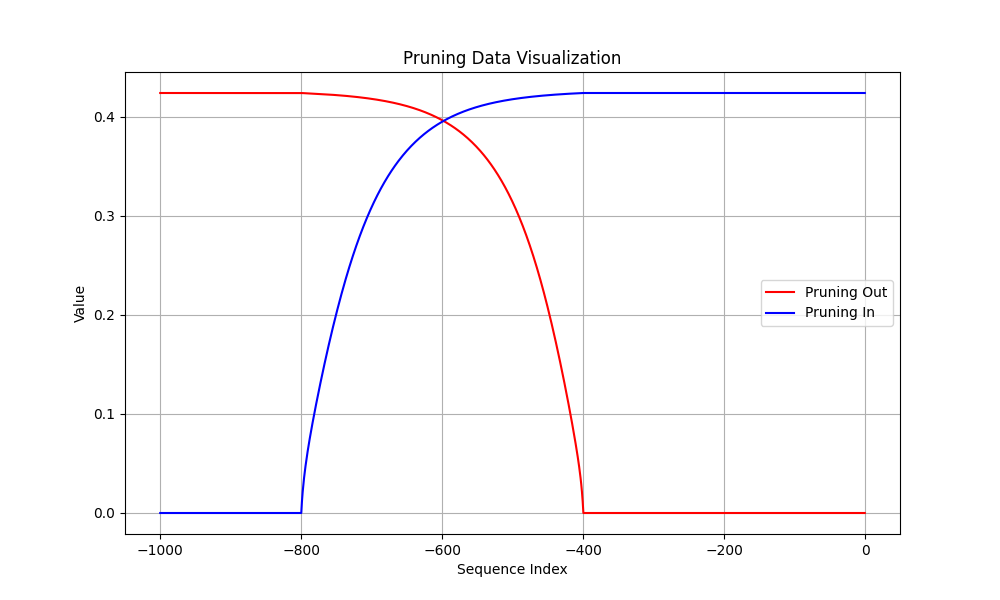 Pruning Data Visualization
Value
0.4
0.3
0.2
0.1
0.0
Pruning Out
Pruning In
−1000
−800
−600
−400
−200
0
Sequence Index